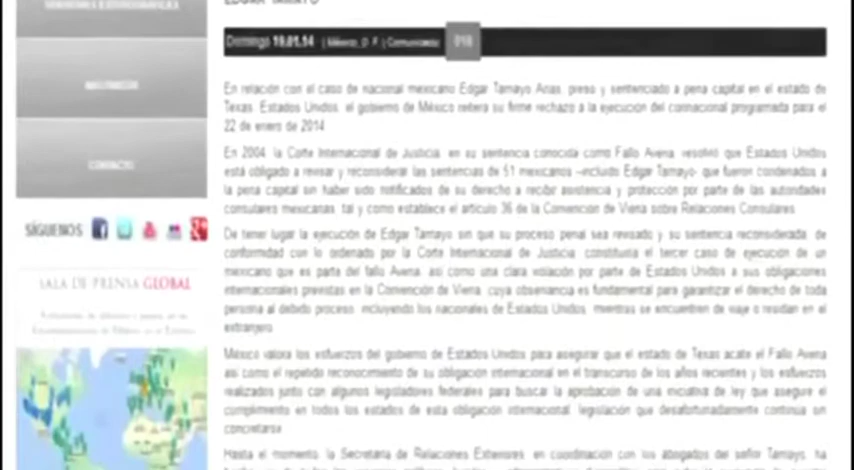 EDGAR TAMAYO
Domingo 19.01.14 | México, D. F. | Comunicado 018
En relación con el caso de nacional mexicano Edgar Tamayo Arias, preso y sentenciado a pena capital en el estado de
Texas, Estados Unidos, el gobierno de México reitera su firme rechazo a la ejecución del connacional programada para el
22 de enero de 2014
En 2004, la Corte Internacional de Justicia, en su sentencia conocida como Fallo Avena, resolvió que Estados Unidos
está obligado a revisar y reconsiderar las sentencias de 51 mexicanos –incluido Edgar Tamayo- que fueron condenados a
la pena capital sin haber sido notificados de su derecho a recibir asistencia y protección por parte de las autoridades
consulares mexicanas, tal y como establece el artículo 36 de la Convención de Viena sobre Relaciones Consulares
De tener lugar la ejecución de Edgar Tamayo sin que su proceso penal sea revisado y su sentencia reconsiderada, de
conformidad con lo ordenado por la Corte Internacional de Justicia, constituiría el tercer caso de ejecución de un
mexicano que es parte del fallo Avena, así como una clara violación por parte de Estados Unidos a sus obligaciones
internacionales previstas en la Convención de Viena, cuya observancia es fundamental para garantizar el derecho de toda
persona al debido proceso, incluyendo los nacionales de Estados Unidos, mientras se encuentren de viaje o residan en el
extranjero
México valora los esfuerzos del gobierno de Estados Unidos para asegurar que el estado de Texas acate el Fallo Avena
así como el repetido reconocimiento de su obligación internacional en el transcurso de los años recientes y los esfuerzos
realizados junto con algunos legisladores federales para buscar la aprobación de una iniciativa de ley que asegure el
cumplimiento en todos los estados de esta obligación internacional, legislación que desafortunadamente continúa sin
concretarse
Hasta el momento, la Secretaría de Relaciones Exteriores, en coordinación con los abogados del señor Tamayo, ha
MULTIMEDIA
CONTACTO
SÍGUENOS
SALA DE PRENSA GLOBAL